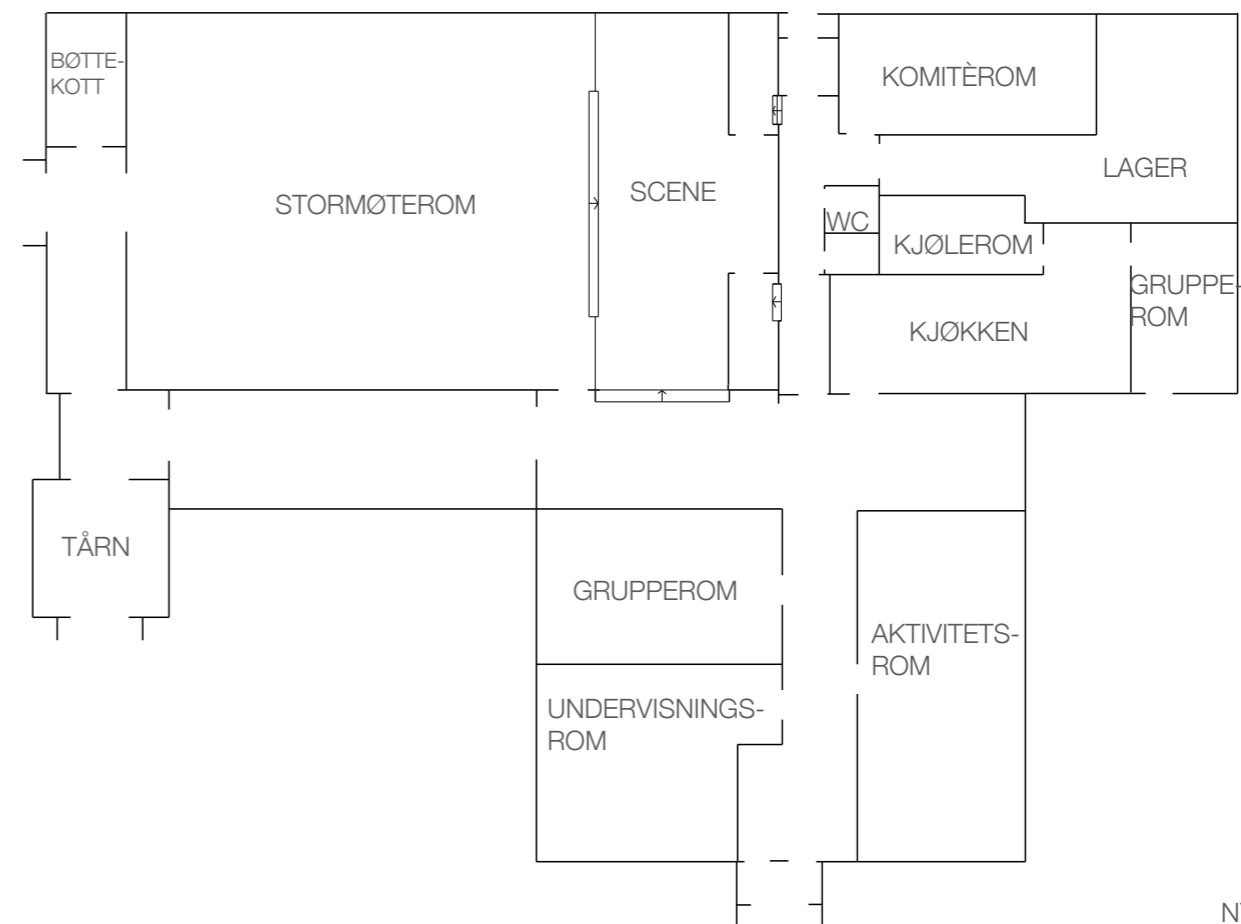 BØTTE-
KOTT
STORMØTEROM
SCENE
KOMITÈROM
LAGER
WC
KJØLEROM
KJØKKEN
GRUPPE-
ROM
TÅRN
GRUPPEROM
UNDERVISNINGS-
ROM
AKTIVITETS-
ROM